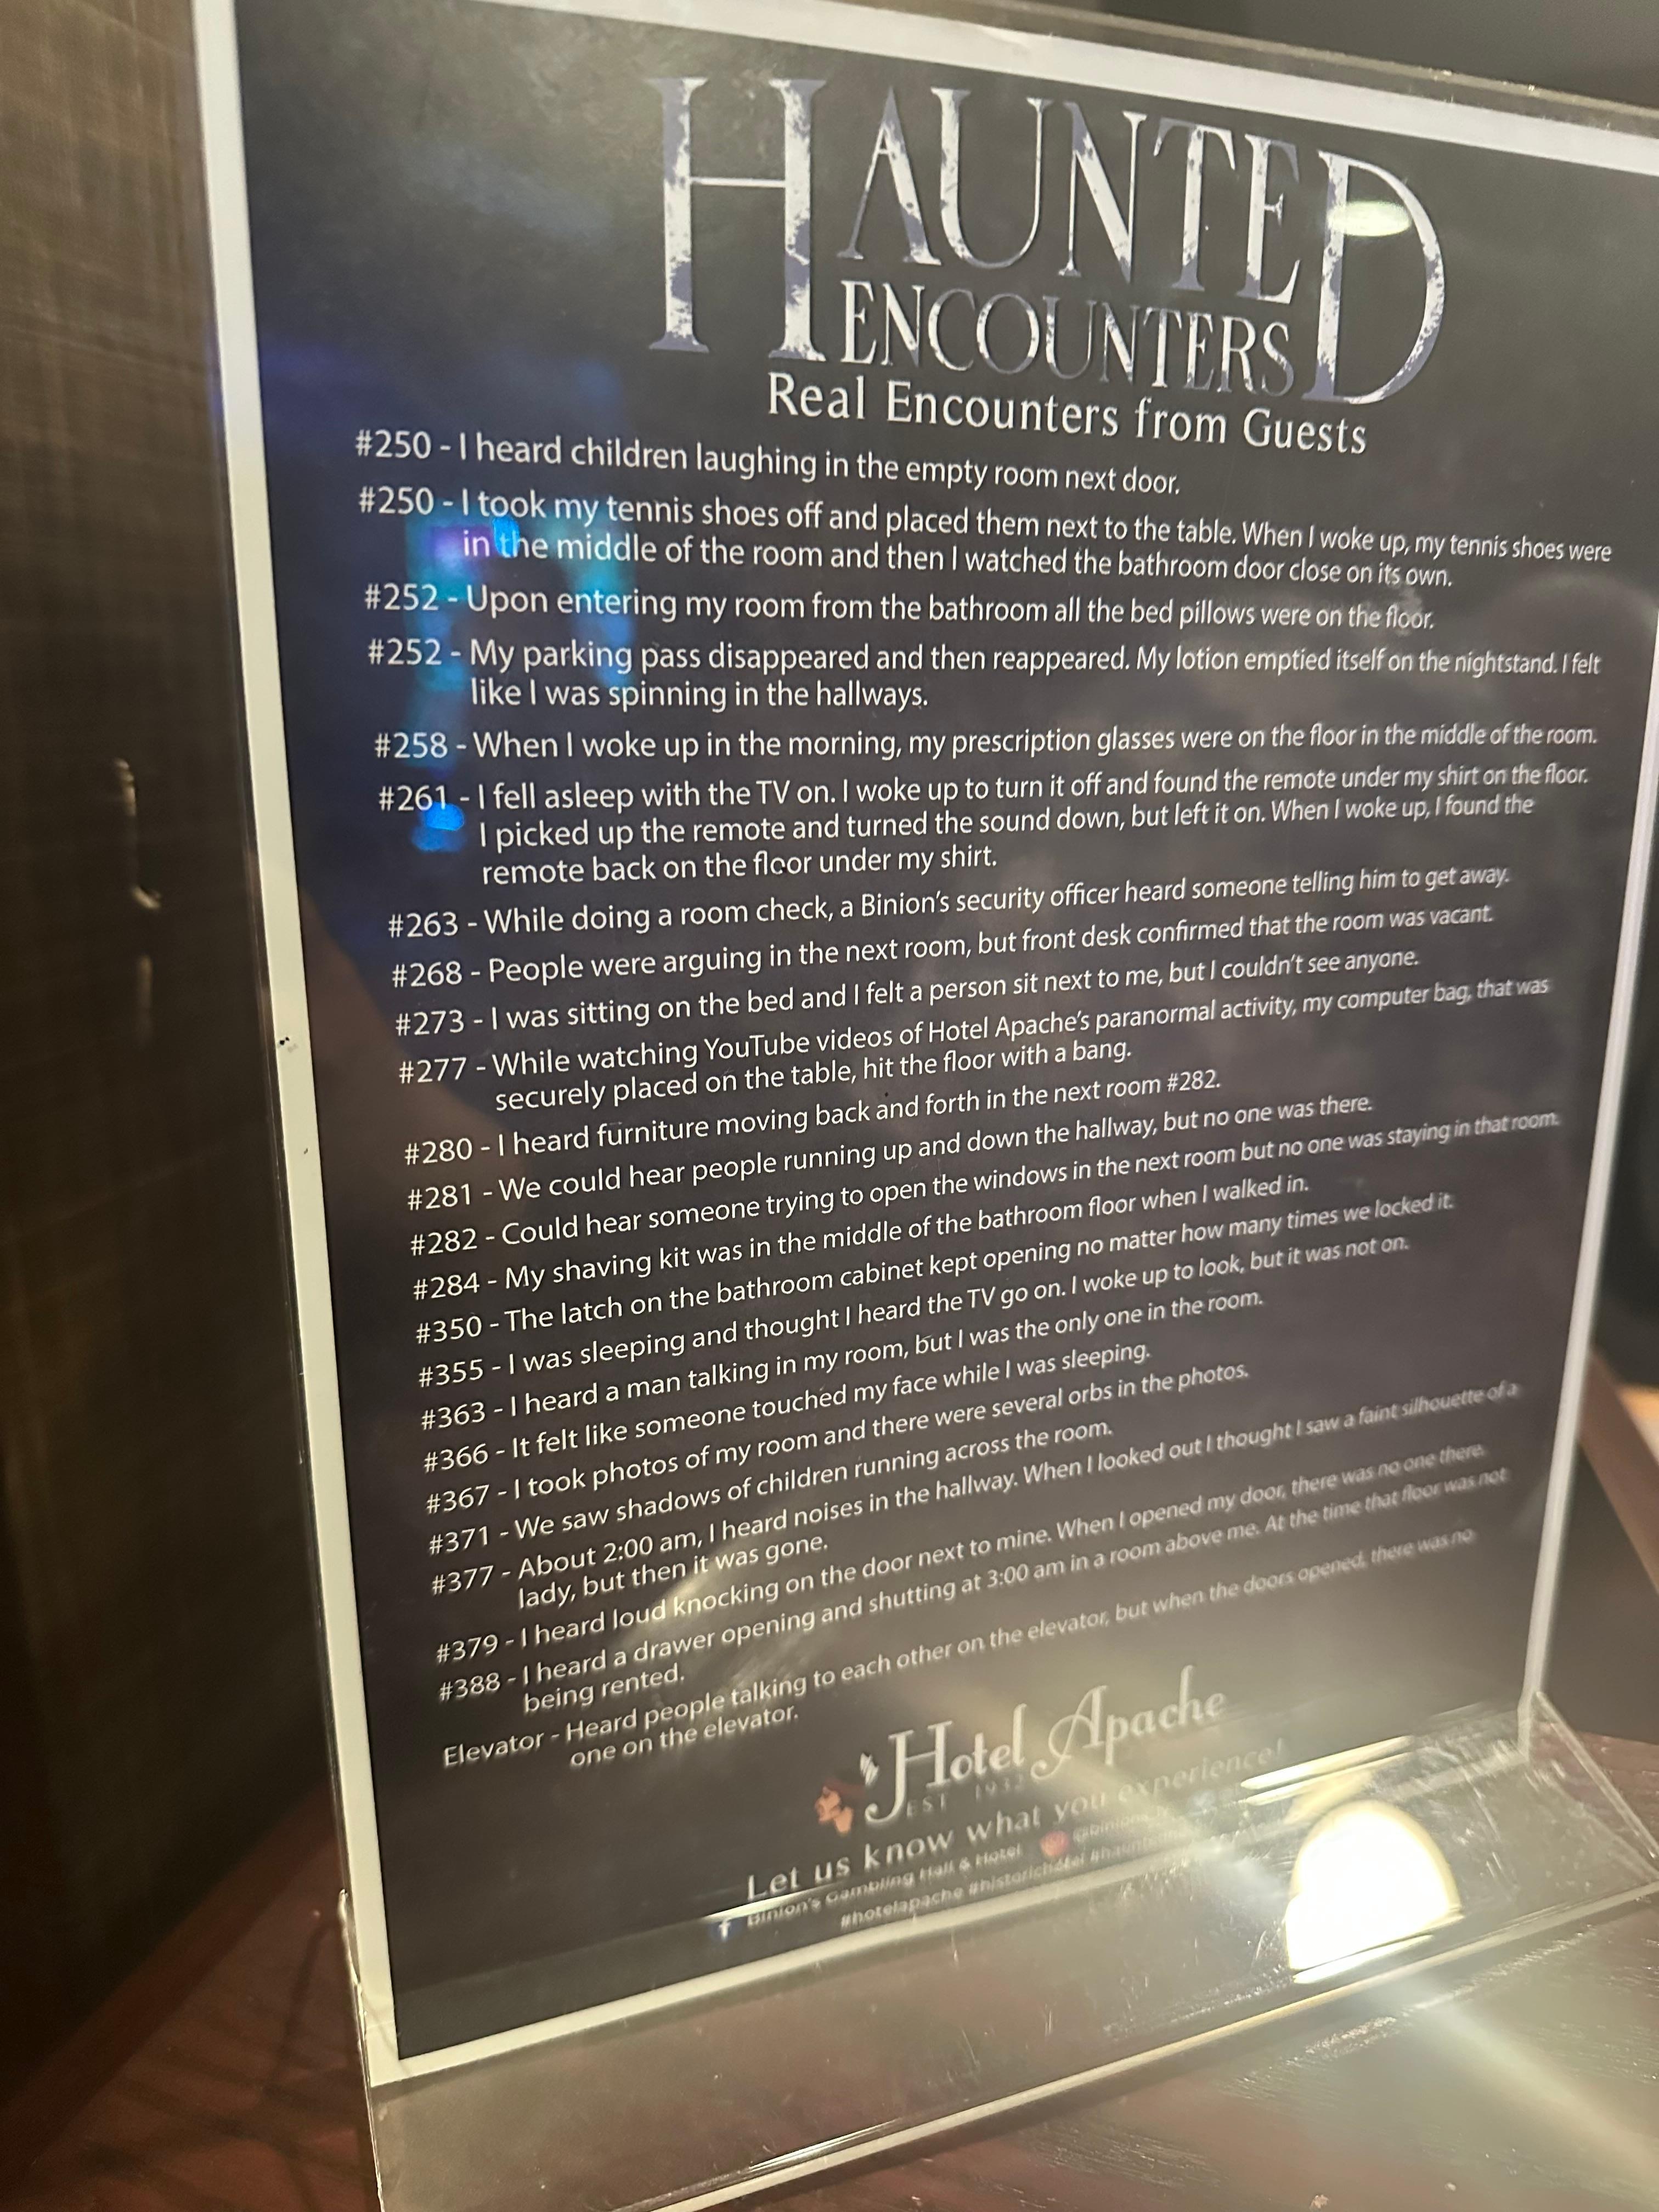 HAUNTED
ENCOUNTERS
Real Encounters from Guests
#250 - I heard children laughing in the empty room next door.
#250 - I took my tennis shoes off and placed them next to the table. When I woke up, my tennis shoes were
in the middle of the room and then I watched the bathroom door close on its own.
#252 - Upon entering my room from the bathroom all the bed pillows were on the floor.
#252 - My parking pass disappeared and then reappeared. My lotion emptied itself on the nightstand. I felt
like I was spinning in the hallways.
#258 - When I woke up in the morning, my prescription glasses were on the floor in the middle of the room.
#261 - I fell asleep with the TV on. I woke up to turn it off and found the remote under my shirt on the floor.
I picked up the remote and turned the sound down, but left it on. When I woke up, I found the
remote back on the floor under my shirt.
#263 - While doing a room check, a Binion's security officer heard someone telling him to get away.
#268 - People were arguing in the next room, but front desk confirmed that the room was vacant.
#273 - I was sitting on the bed and I felt a person sit next to me, but I couldn't see anyone.
#277 - While watching YouTube videos of Hotel Apache's paranormal activity, my computer bag, that was
securely placed on the table, hit the floor with a bang.
#280 - I heard furniture moving back and forth in the next room #282.
#281 - We could hear people running up and down the hallway, but no one was there.
#282 - Could hear someone trying to open the windows in the next room but no one was staying in that room.
#284 - My shaving kit was in the middle of the bathroom floor when I walked in.
#350 - The latch on the bathroom cabinet kept opening no matter how many times we locked it.
#355 - I was sleeping and thought I heard the TV go on. I woke up to look, but it was not on.
#363 - I heard a man talking in my room, but I was the only one in the room.
#366 - It felt like someone touched my face while I was sleeping.
#367 - I took photos of my room and there were several orbs in the photos.
#371 - We saw shadows of children running across the room.
#377 - About 2:00 am, I heard noises in the hallway. When I looked out I thought I saw a faint silhouette of a
lady, but then it was gone.
#379 - I heard loud knocking on the door next to mine. When I opened my door, there was no one there.
#388 - I heard a drawer opening and shutting at 3:00 am in a room above me. At the time that floor was not
being rented.
Elevator - Heard people talking to each other on the elevator, but when the doors opened, there was no
one on the elevator.
Hotel Apache
EST 1932
Let us know what you experience!
Binion's Gambling Hall & Hotel
#hotelapache #historichotel